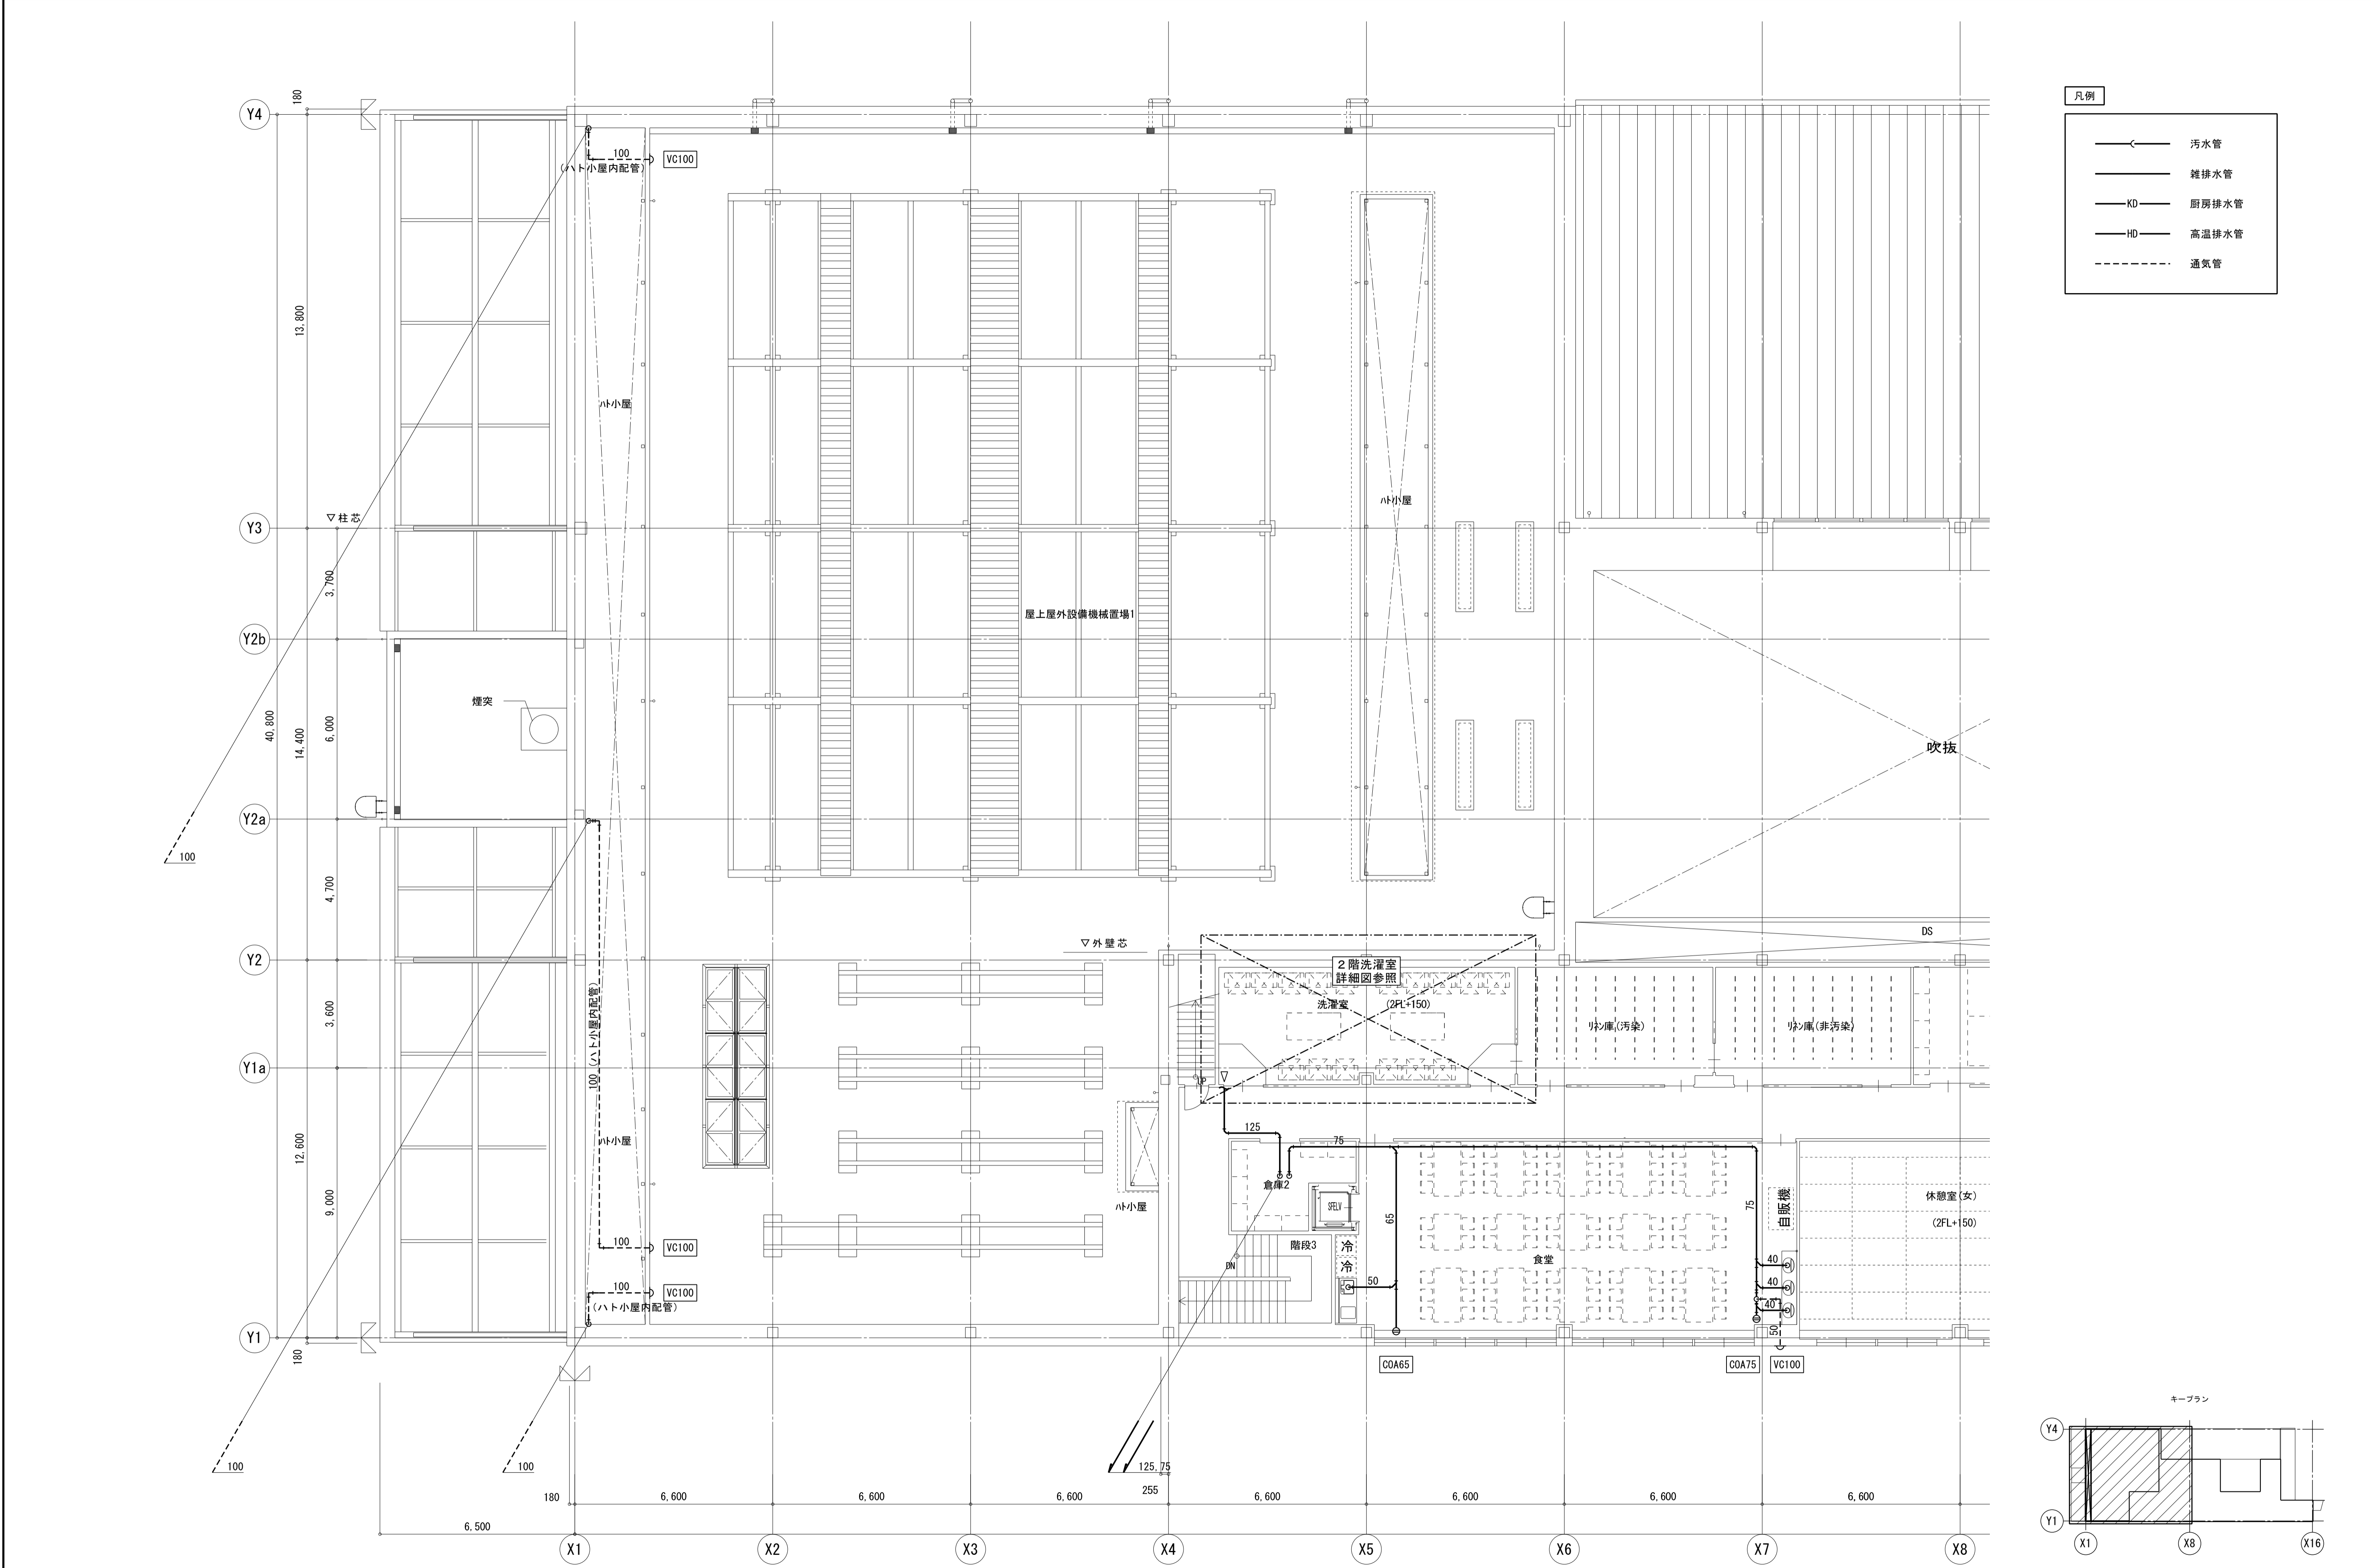 凡例
汚水管
雑排水管
KD 厨房排水管
HD 高温排水管
通気管
Y4
180
100
(ハト小屋内配管)
VC100
13,800
ハト小屋
ハト小屋
▽柱芯
Y3
3,700
屋上屋外設備機械置場1
Y2b
煙突
40,800
14,400
6,000
吹抜
Y2a
100
4,700
DS
▽外壁芯
Y2
2階洗濯室
詳細図参照
洗濯室
(2FL+150)
100 (ハト小屋内配管)
3,600
リネン庫(汚染)
リネン庫(非汚染)
Y1a
UP
125
75
ハト小屋
12,600
倉庫2
9,000
ハト小屋
SFELV
65
75
自販機
休憩室(女)
(2FL+150)
100
VC100
階段3
冷
冷
DN
食堂
40
50
40
40
100
VC100
(ハト小屋内配管)
Y1
180
50
COA65
COA75
VC100
100
100
125,75
255
180
6,600
6,600
6,600
6,600
6,600
6,600
6,600
6,500
X1
X2
X3
X4
X5
X6
X7
X8
キープラン
Y4
Y1
X1
X8
X16